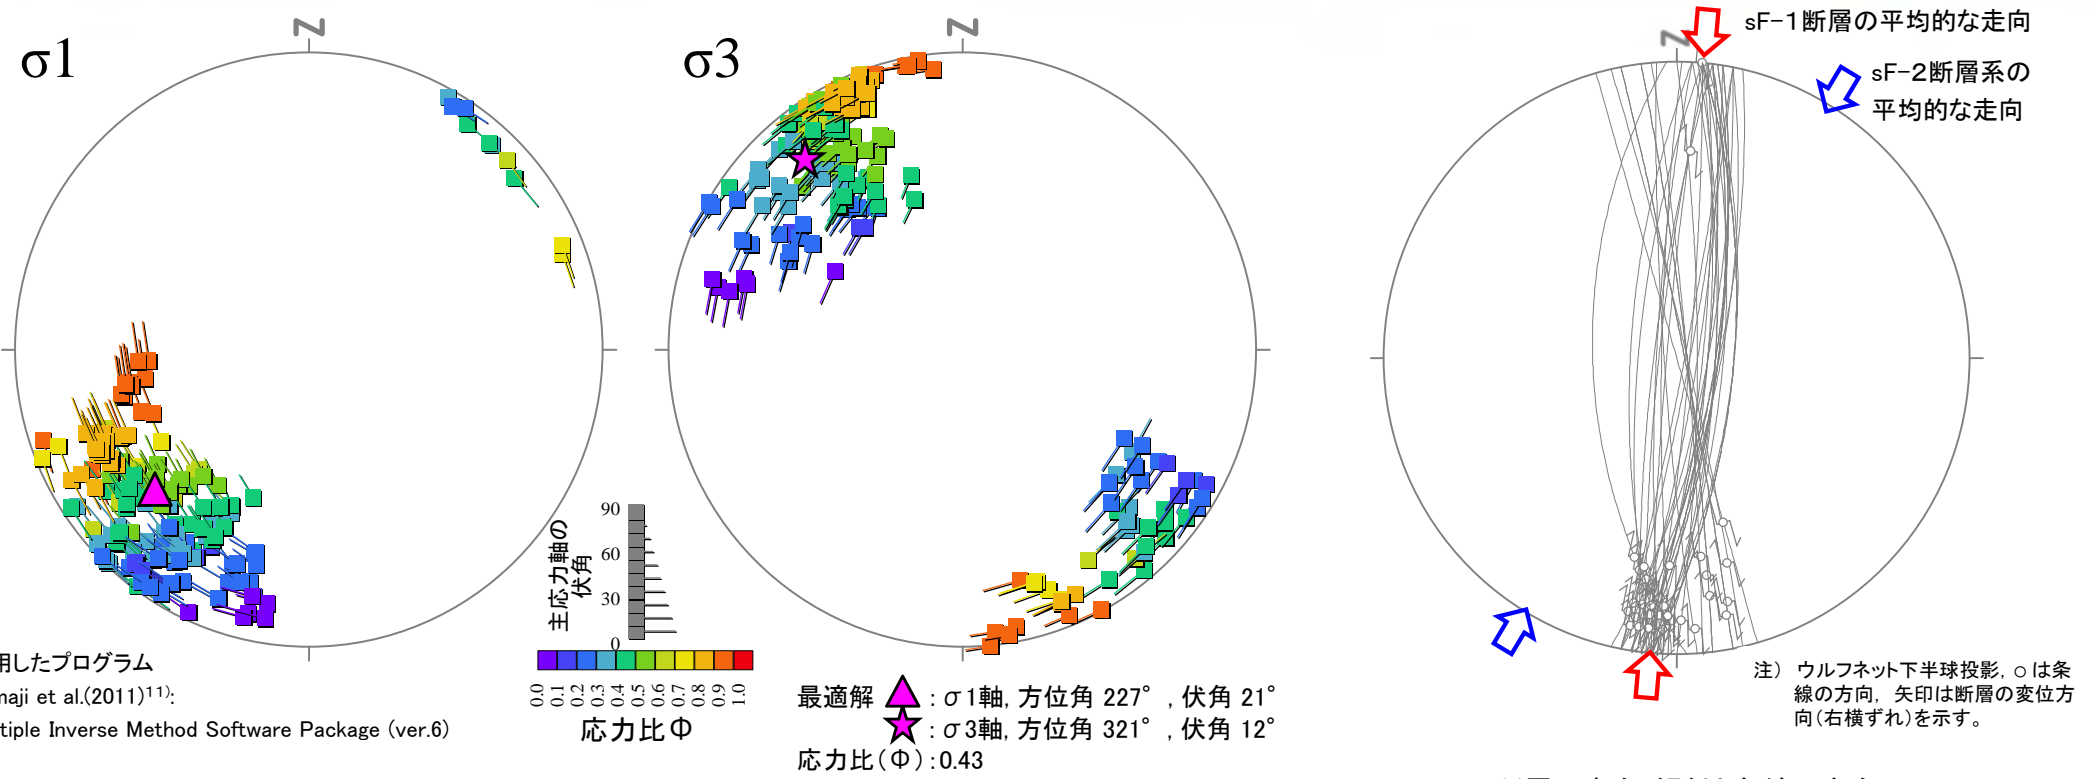 σ1
N
σ3
N
N
sF-1断層の平均的な走向
sF-2断層系の
平均的な走向
主応力軸の
伏角
90
60
30
0
0.0
0.1
0.2
0.3
0.4
0.5
0.6
0.7
0.8
0.9
1.0
応力比Φ
用したプログラム
maji et al.(2011)¹¹⁾:
tiple Inverse Method Software Package (ver.6)
最適解 ▲ : σ1軸, 方位角 227° , 伏角 21°
★ : σ3軸, 方位角 321° , 伏角 12°
応力比(Φ):0.43
注) ウルフネット下半球投影, ○は条
線の方向, 矢印は断層の変位方
向(右横ずれ)を示す。